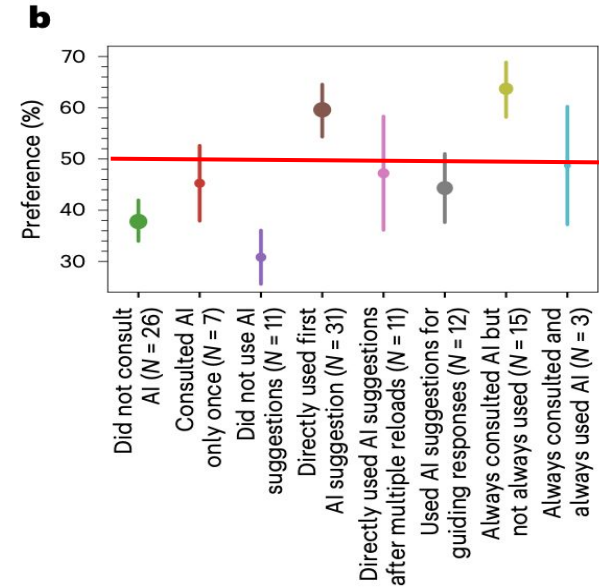 b
70
60
50
40
30
Preference (%)
Did not consult
AI (N = 26)
Consulted AI
only once (N = 7)
Did not use AI
suggestions (N = 11)
Directly used first
AI suggestion (N = 31)
Directly used AI suggestions
after multiple reloads (N = 11)
Used AI suggestions for
guiding responses (N = 12)
Always consulted AI but
not always used (N = 15)
Always consulted and
always used AI (N = 3)